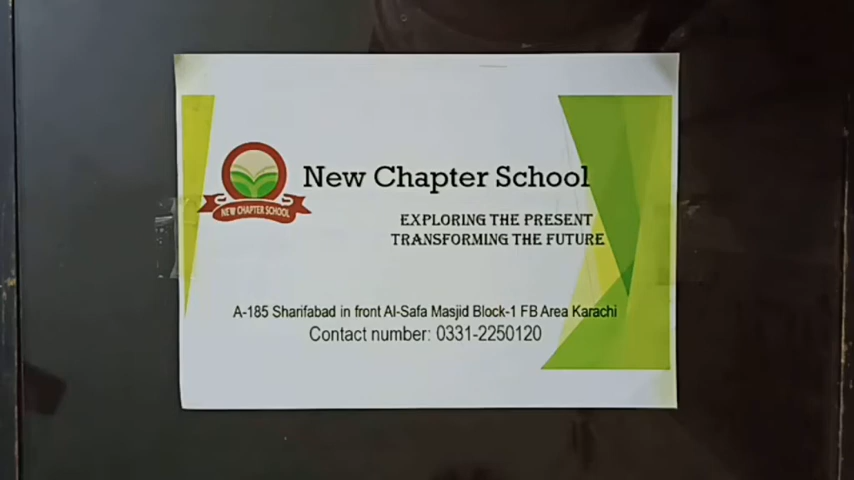 New Chapter School
NEW CHAPTER SCHOOL
EXPLORING THE PRESENT
TRANSFORMING THE FUTURE
A-185 Sharifabad in front Al-Safa Masjid Block-1 FB Area Karachi
Contact number: 0331-2250120